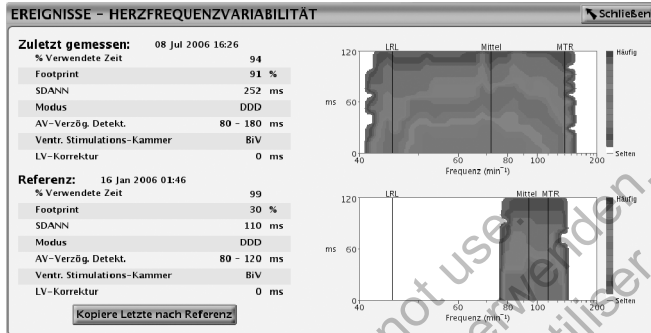 EREIGNISSE - HERZFREQUENZVARIABILITÄT
Schließen
Zuletzt gemessen: 08 Jul 2006 16:26
% Verwendete Zeit 94
Footprint 91 %
SDANN 252 ms
Modus DDD
AV-Verzög. Detekt. 80 - 180 ms
Ventr. Stimulations-Kammer BiV
LV-Korrektur 0 ms
LRL Mittel MTR
120
ms 60
0
40 60 80 100 200
Frequenz (min⁻¹)
Häufig
Selten
Referenz: 16 Jan 2006 01:46
% Verwendete Zeit 99
Footprint 30 %
SDANN 110 ms
Modus DDD
AV-Verzög. Detekt. 80 - 120 ms
Ventr. Stimulations-Kammer BiV
LV-Korrektur 0 ms
Kopiere Letzte nach Referenz
LRL Mittel MTR
120
ms 60
0
40 60 80 100 200
Frequenz (min⁻¹)
Häufig
Selten
not use.